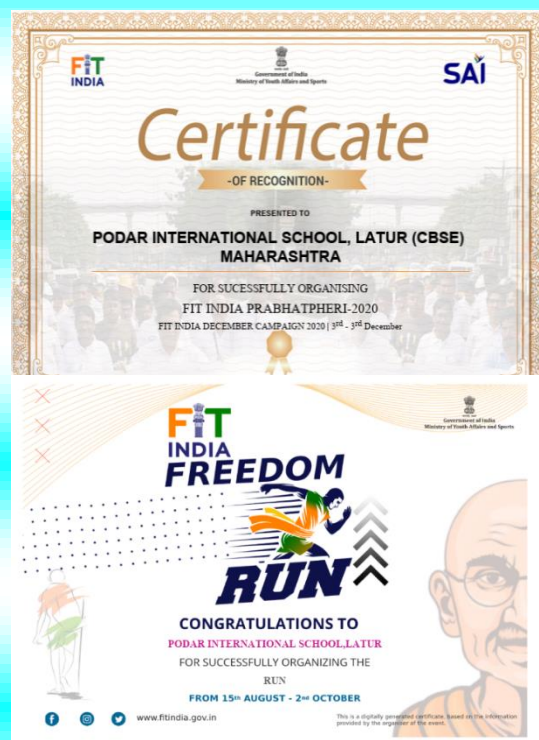 FIT
INDIA
Government of India
Ministry of Youth Affairs and Sports
SAI
Certificate
-OF RECOGNITION-
PRESENTED TO
PODAR INTERNATIONAL SCHOOL, LATUR (CBSE)
MAHARASHTRA
FOR SUCESSFULLY ORGANISING
FIT INDIA PRABHATPHERI-2020
FIT INDIA DECEMBER CAMPAIGN 2020 | 3rd - 3rd December
FIT
INDIA
FREEDOM
RUN
Government of India
Ministry of Youth Affairs and Sports
CONGRATULATIONS TO
PODAR INTERNATIONAL SCHOOL,LATUR
FOR SUCCESSFULLY ORGANIZING THE
RUN
FROM 15th AUGUST - 2nd OCTOBER
www.fitindia.gov.in
This is a digitally generated certificate, based on the information
provided by the organiser of the event.